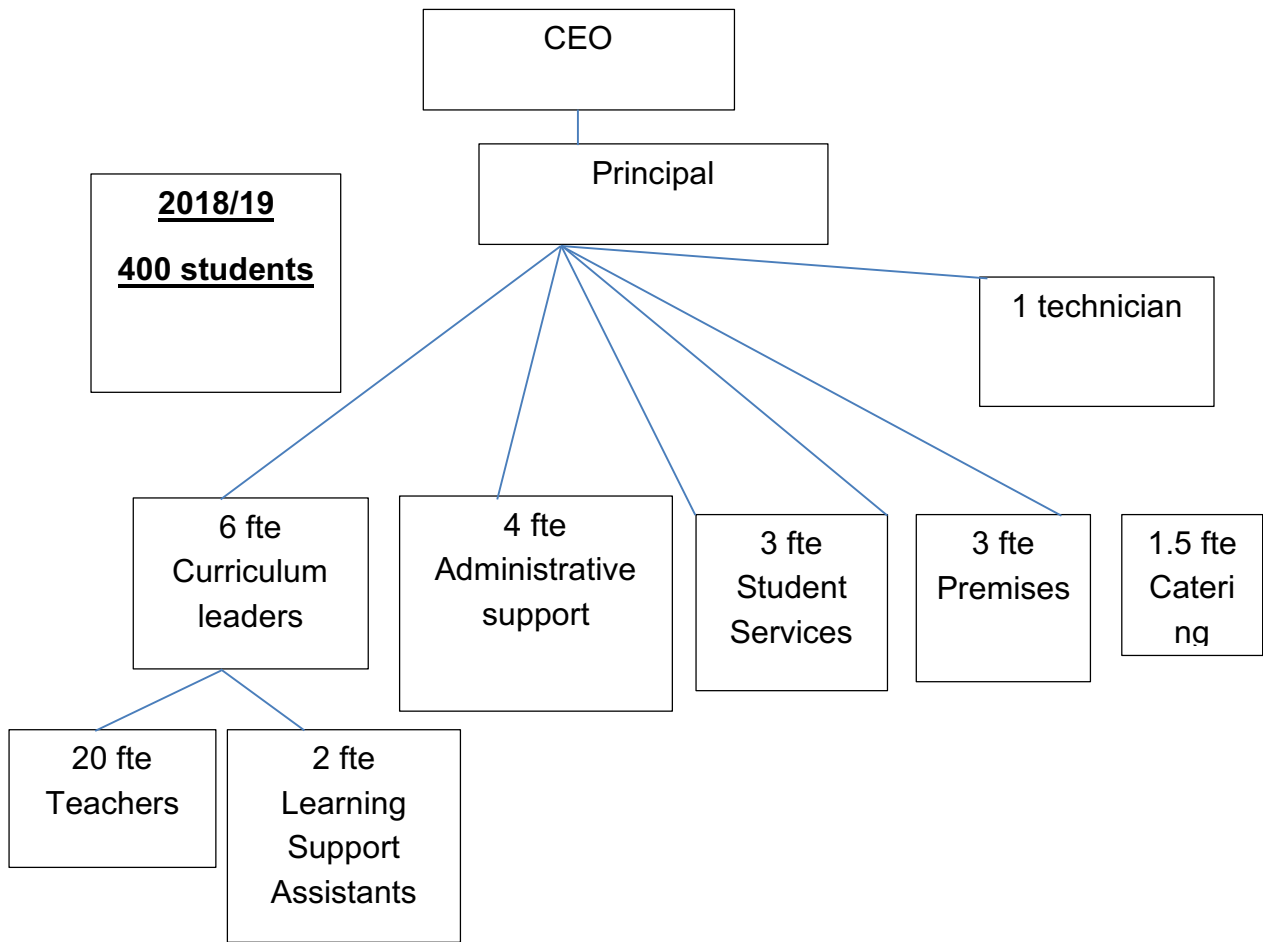 CEO
Principal
2018/19
400 students
1 technician
6 fte
Curriculum
leaders
4 fte
Administrative
support
3 fte
Student
Services
3 fte
Premises
1.5 fte
Cateri
ng
20 fte
Teachers
2 fte
Learning
Support
Assistants